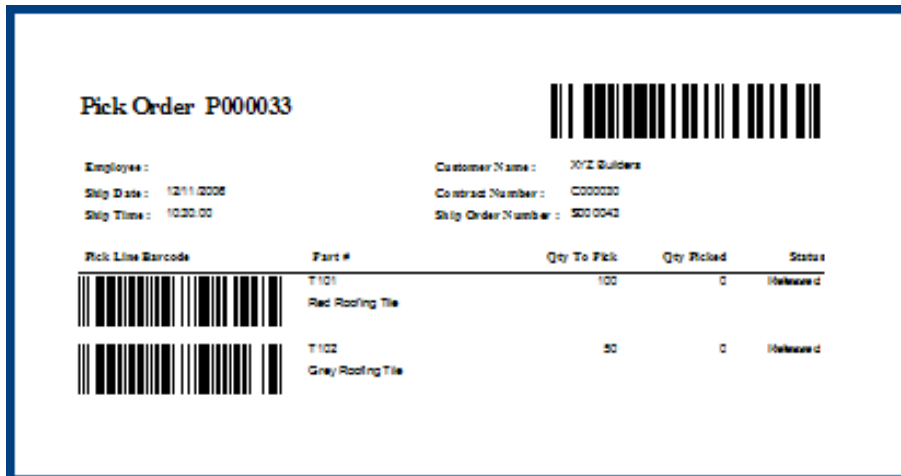 Pick Order P000033
Employee :
Customer Name : XYZ Builders
Ship Date : 12/11/2006
Contract Number : C000030
Ship Time : 10:30:00
Ship Order Number : S000043
Pick Line Barcode Part # Qty To Pick Qty Picked Status
T101 100 0 Released
Red Roofing Tile
T102 50 0 Released
Grey Roofing Tile